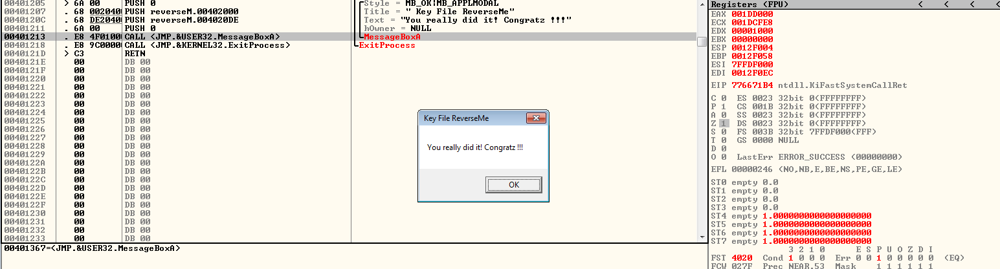 00401205 > 6A 00 PUSH 0 Style = MB_OK|MB_APPLMODAL
00401207 . 68 0020400 PUSH reverseM.00402000 Title = " Key File ReverseMe"
0040120C . 68 DE20400 PUSH reverseM.004020DE Text = "You really did it! Congratz !!!"
00401211 . 6A 00 PUSH 0 hOwner = NULL
00401213 . E8 4F01000 CALL <JMP.&USER32.MessageBoxA> MessageBoxA
00401218 . E8 9C00000 CALL <JMP.&KERNEL32.ExitProcess> ExitProcess
0040121D > C3 RETN
0040121E 00 DB 00
0040121F 00 DB 00
00401220 00 DB 00
00401221 00 DB 00
00401222 00 DB 00
00401223 00 DB 00
00401224 00 DB 00
00401225 00 DB 00
00401226 00 DB 00
00401227 00 DB 00
00401228 00 DB 00
00401229 00 DB 00
0040122A 00 DB 00
0040122B 00 DB 00
0040122C 00 DB 00
0040122D 00 DB 00
0040122E 00 DB 00
0040122F 00 DB 00
00401230 00 DB 00
00401231 00 DB 00
00401232 00 DB 00
00401233 00 DB 00
00401367=<JMP.&USER32.MessageBoxA>
Key File ReverseMe
You really did it! Congratz !!!
OK
Registers (FPU) < < < <
EAX 001DD000
ECX 001DCFE8
EDX 00001000
EBX 00000000
ESP 0012F004
EBP 0012F058
ESI 7FFDF000
EDI 0012F0EC
EIP 776671B4 ntdll.KiFastSystemCallRet
C 0 ES 0023 32bit 0(FFFFFFFF)
P 1 CS 001B 32bit 0(FFFFFFFF)
A 0 SS 0023 32bit 0(FFFFFFFF)
Z 1 DS 0023 32bit 0(FFFFFFFF)
S 0 FS 003B 32bit 7FFDF000(FFF)
T 0 GS 0000 NULL
D 0
O 0 LastErr ERROR_SUCCESS (00000000)
EFL 00000246 (NO,NB,E,BE,NS,PE,GE,LE)
ST0 empty 0.0
ST1 empty 0.0
ST2 empty 0.0
ST3 empty 0.0
ST4 empty 1.0000000000000000000
ST5 empty 1.0000000000000000000
ST6 empty 1.0000000000000000000
ST7 empty 1.0000000000000000000
3 2 1 0 E S P U O Z D I
FST 4020 Cond 1 0 0 0 Err 0 0 1 0 0 0 0 0 (EQ)
FCW 027F Prec NEAR,53 Mask 1 1 1 1 1 1